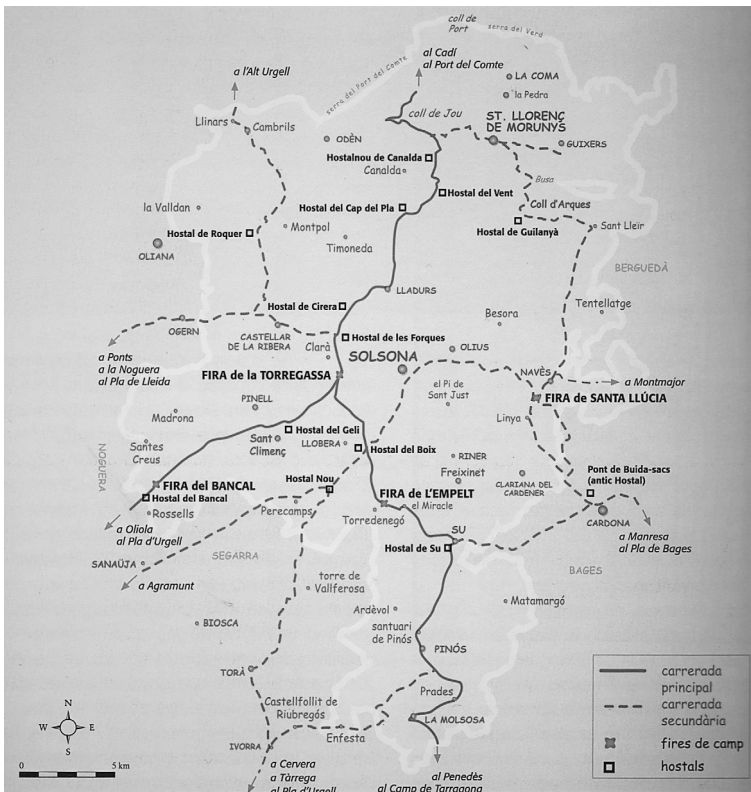 coll de
Port
serra del Verd
al Cadí
al Port del Comte
a l'Alt Urgell
serra del Port del Comte
LA COMA
la Pedra
coll de Jou
ST. LLORENÇ
DE MORUNYS
Llinars
Cambrils
ODÈN
GUIXERS
Hostalnou de Canalda
Canalda
Busa
Hostal del Vent
Coll d'Arques
la Valldan
Hostal del Cap del Pla
Hostal de Guilanyà
Sant Lleïr
Hostal de Roquer
Montpol
Timoneda
OLIANA
BERGUEDÀ
LLADURS
Hostal de Cirera
Besora
Tentellatge
OGERN
CASTELLAR
DE LA RIBERA
Hostal de les Forques
Clarà
SOLSONA
OLIUS
a Ponts
a la Noguera
al Pla de Lleida
FIRA de la TORREGASSA
NAVÈS
a Montmajor
el Pi de
Sant Just
FIRA de SANTA LLÚCIA
PINELL
Madrona
Linya
Hostal del Geli
Sant
Climenç
LLOBERA
Hostal del Boix
Santes
Creus
RINER
NOGUERA
Freixinet
CLARIANA DEL
CARDENER
Pont de Buida-sacs
(antic Hostal)
FIRA del BANCAL
Hostal Nou
FIRA de L'EMPELT
Hostal del Bancal
Rossells
Perecamps
el Miracle
Torredenegó
CARDONA
a Oliola
al Pla d'Urgell
SU
a Manresa
al Pla de Bages
Hostal de Su
SEGARRA
SANAÜJA
BAGES
a Agramunt
torre de
Vallferosa
Ardèvol
Matamargó
BIOSCA
santuari
de Pinós
PINÓS
TORÀ
Prades
Castellfollit de
Riubregós
LA MOLSOSA
Enfesta
IVORRA
N
W
E
S
0
5 km
a Cervera
a Tàrrega
al Pla d'Urgell
al Penedès
al Camp de Tarragona
carrerada
principal
carrerada
secundària
fires de camp
hostals